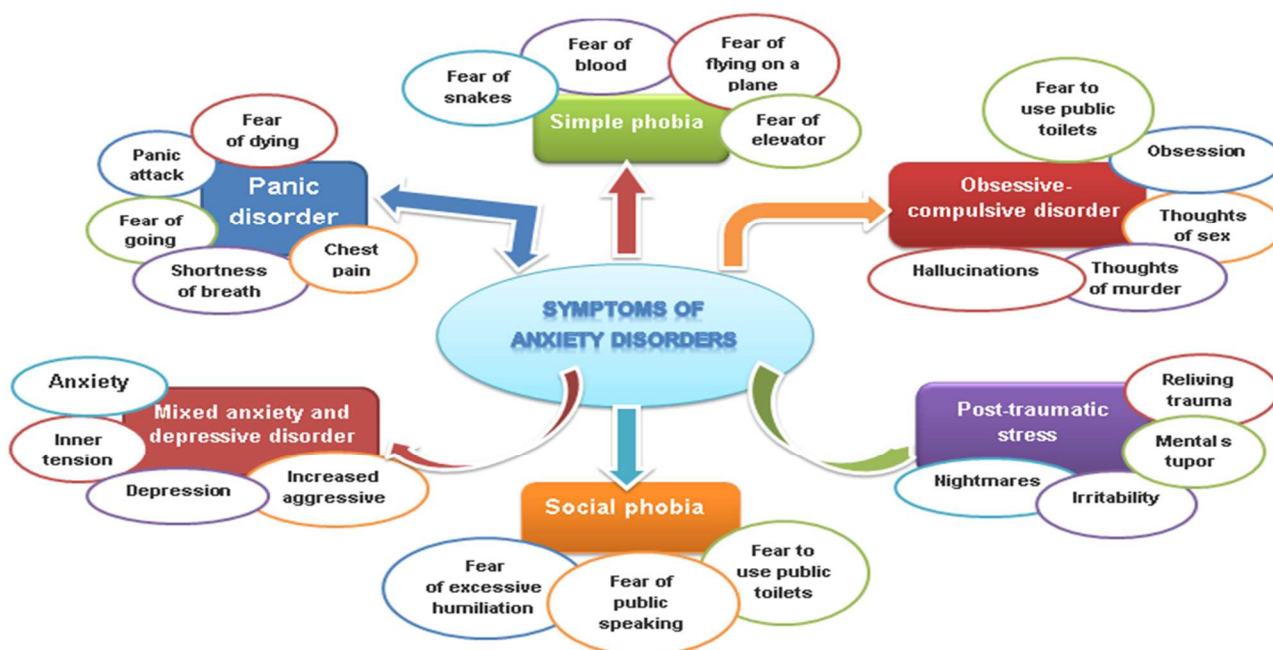 Fear of
snakes
Fear of
blood
Fear of
flying on a
plane
Fear of
elevator
Simple phobia
Fear
of dying
Panic
attack
Panic
disorder
Fear of
going
Shortness
of breath
Chest
pain
Fear to
use public
toilets
Obsession
Obsessive-
compulsive disorder
Thoughts
of sex
Hallucinations
Thoughts
of murder
SYMPTOMS OF
ANXIETY DISORDERS
Anxiety
Mixed anxiety and
depressive disorder
Inner
tension
Depression
Increased
aggressive
Reliving
trauma
Post-traumatic
stress
Mental s
tupor
Nightmares
Irritability
Social phobia
Fear
of excessive
humiliation
Fear of
public
speaking
Fear to
use public
toilets